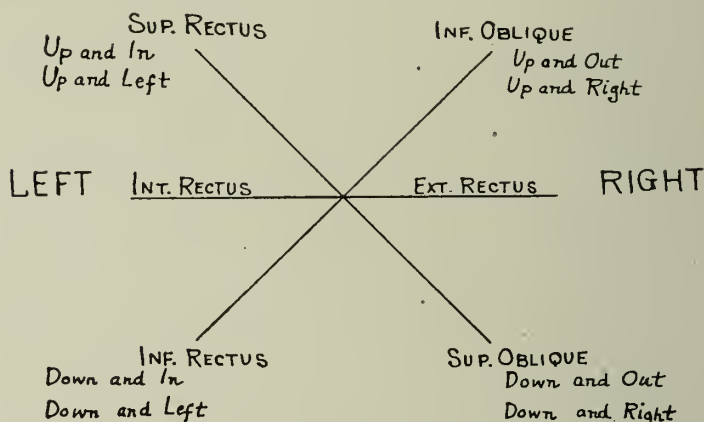 SUP. RECTUS
Up and In
Up and Left
INF. OBLIQUE
Up and Out
Up and Right
LEFT INT. RECTUS EXT. RECTUS RIGHT
INF. RECTUS
Down and In
Down and Left
SUP. OBLIQUE
Down and Out
Down and Right